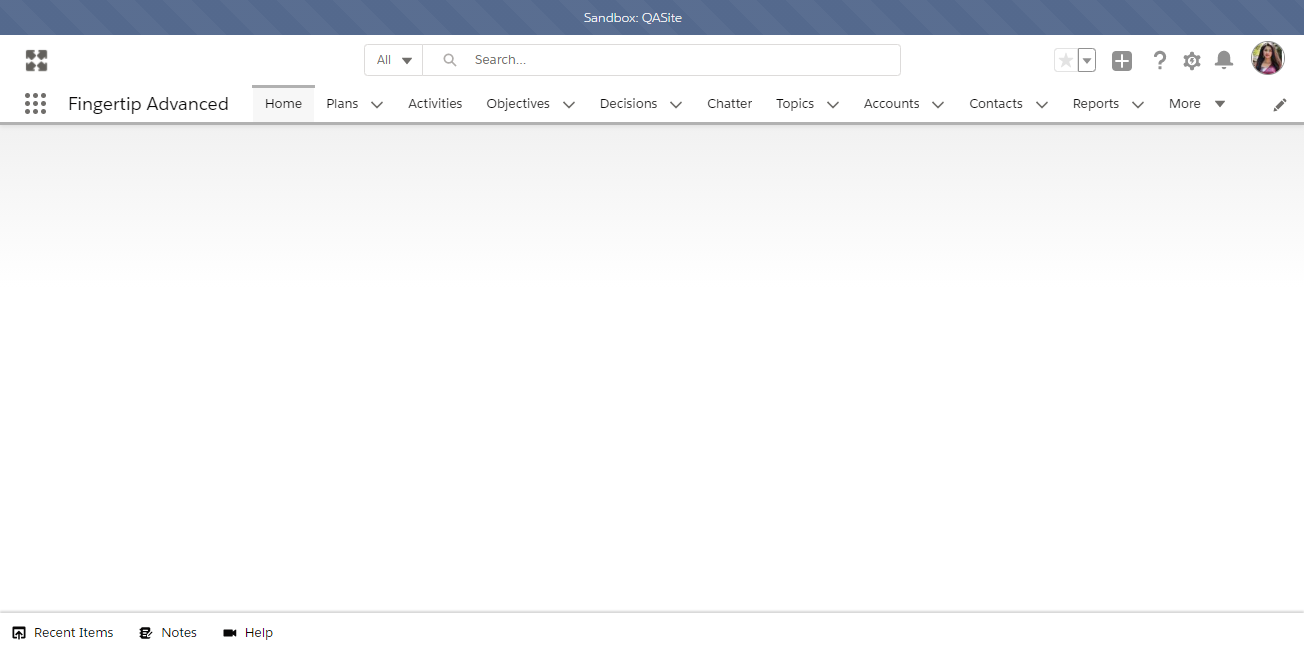 Sandbox: QASite
All Search...
Fingertip Advanced Home Plans Activities Objectives Decisions Chatter Topics Accounts Contacts Reports More
Recent Items Notes Help